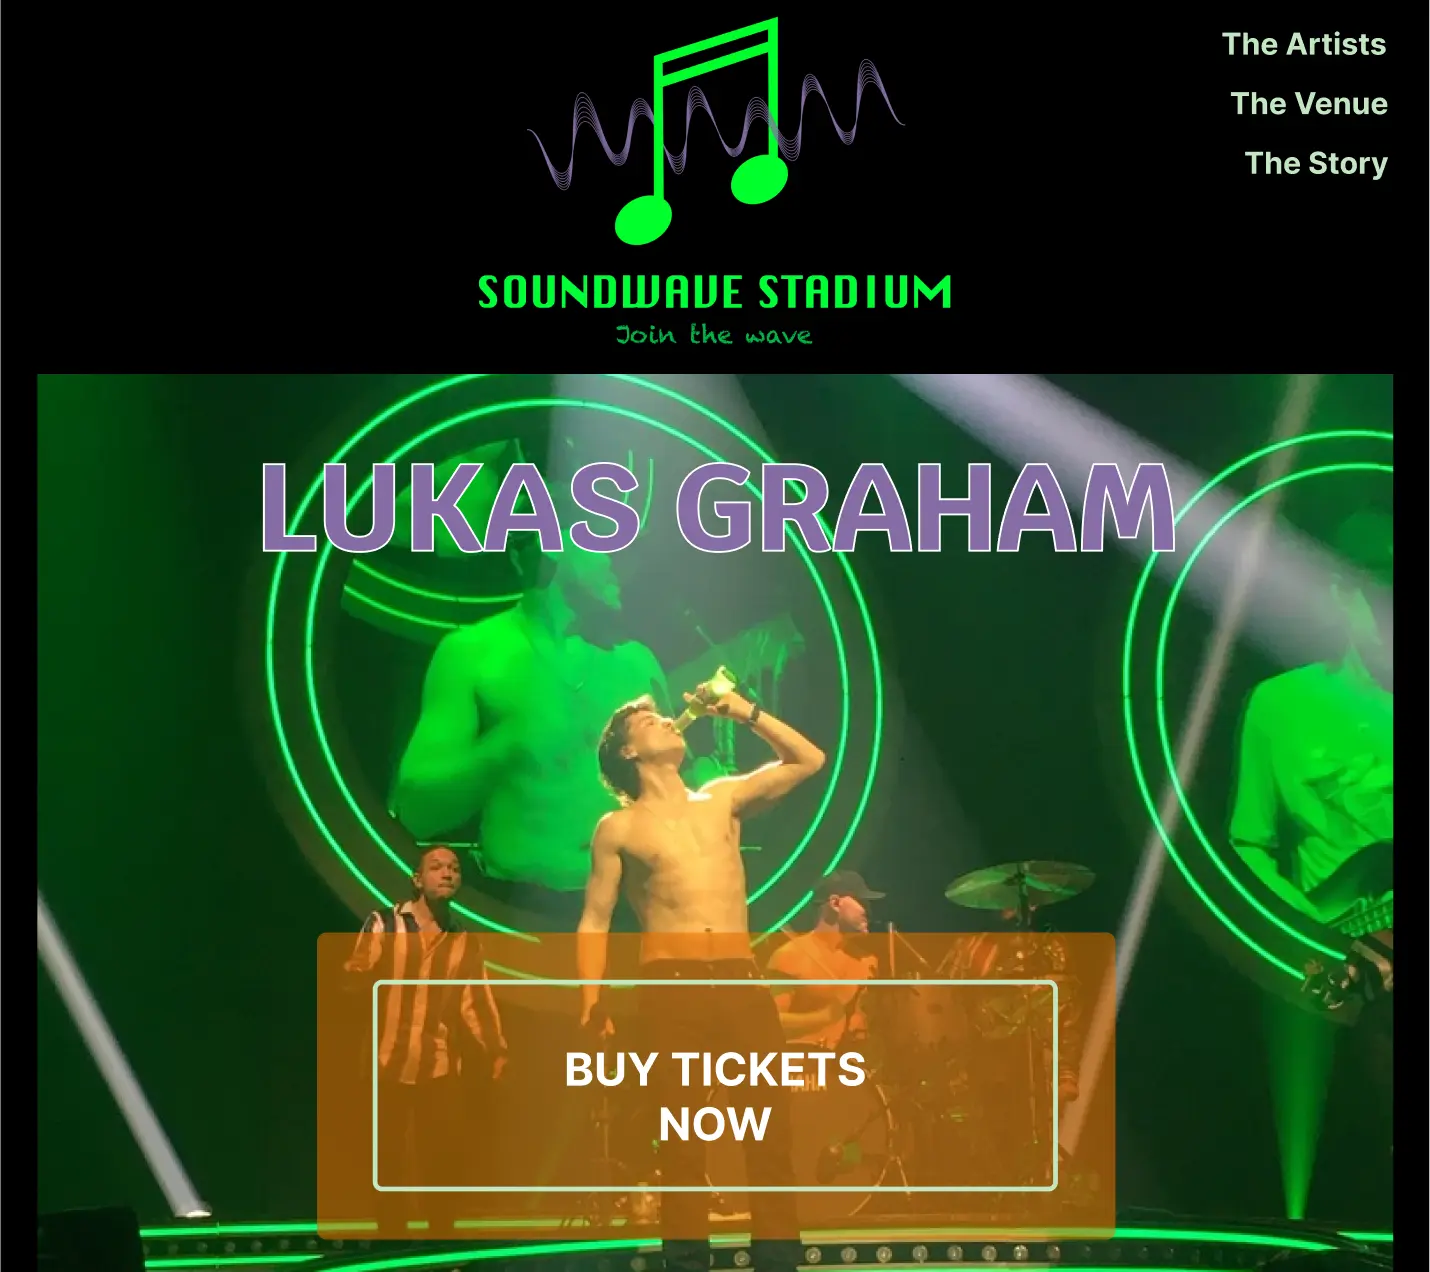 The Artists
The Venue
The Story
SOUNDWAVE STADIUM
Join the wave
LUKAS GRAHAM
BUY TICKETS
NOW